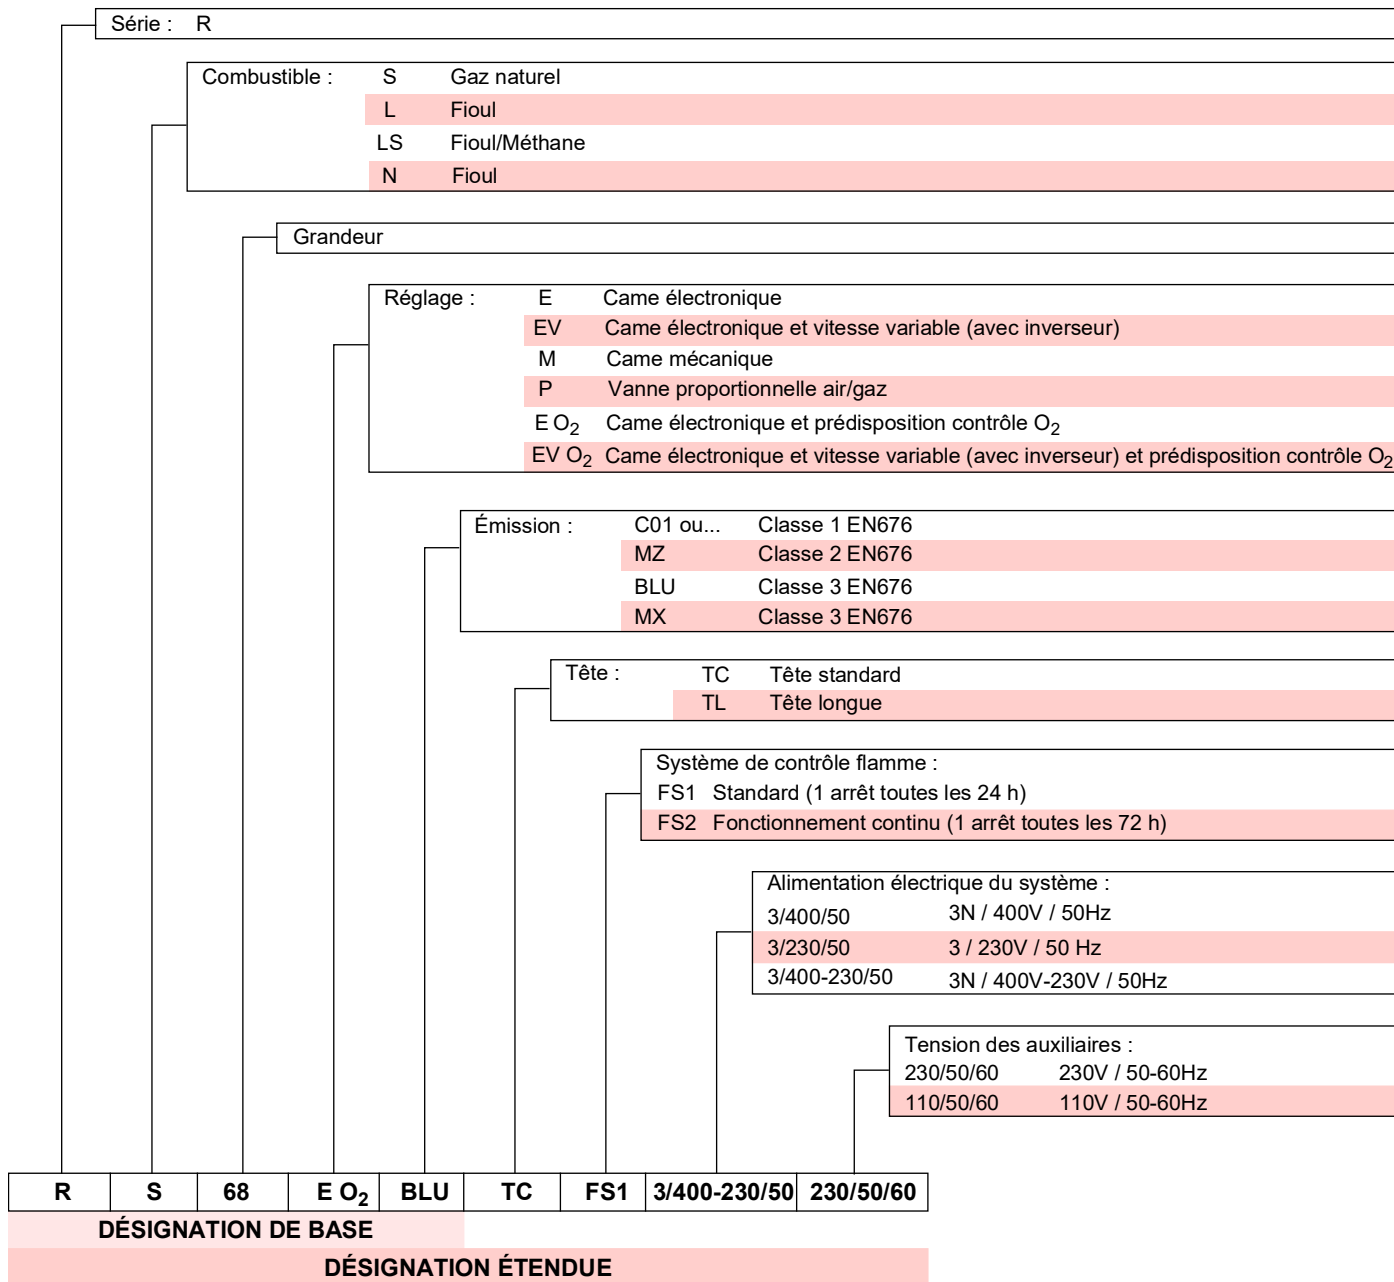 Série : R
Combustible : S Gaz naturel
L Fioul
LS Fioul/Méthane
N Fioul
Grandeur
Réglage : E Came électronique
EV Came électronique et vitesse variable (avec inverseur)
M Came mécanique
P Vanne proportionnelle air/gaz
E O2 Came électronique et prédisposition contrôle O2
EV O2 Came électronique et vitesse variable (avec inverseur) et prédisposition contrôle O2
Émission : C01 ou... Classe 1 EN676
MZ Classe 2 EN676
BLU Classe 3 EN676
MX Classe 3 EN676
Tête : TC Tête standard
TL Tête longue
Système de contrôle flamme :
FS1 Standard (1 arrêt toutes les 24 h)
FS2 Fonctionnement continu (1 arrêt toutes les 72 h)
Alimentation électrique du système :
3/400/50 3N / 400V / 50Hz
3/230/50 3 / 230V / 50 Hz
3/400-230/50 3N / 400V-230V / 50Hz
Tension des auxiliaires :
230/50/60 230V / 50-60Hz
110/50/60 110V / 50-60Hz
R S 68 E O2 BLU TC FS1 3/400-230/50 230/50/60
DÉSIGNATION DE BASE
DÉSIGNATION ÉTENDUE